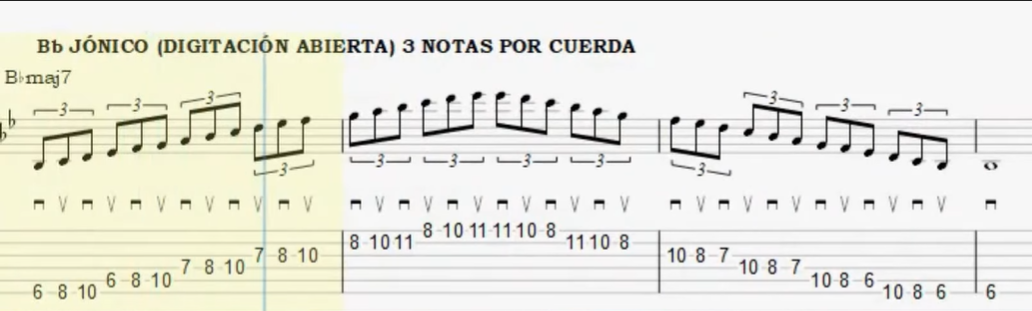 Bb JÓNICO (DIGITACIÓN ABIERTA) 3 NOTAS POR CUERDA
B♭maj7
3 3 3 3 3 3 3 3 3 3 3
6 8 10 6 8 10 7 8 10 7 8 10 8 10 11 8 10 11 11 10 8 11 10 8 10 8 7 10 8 7 10 8 6 10 8 6 6